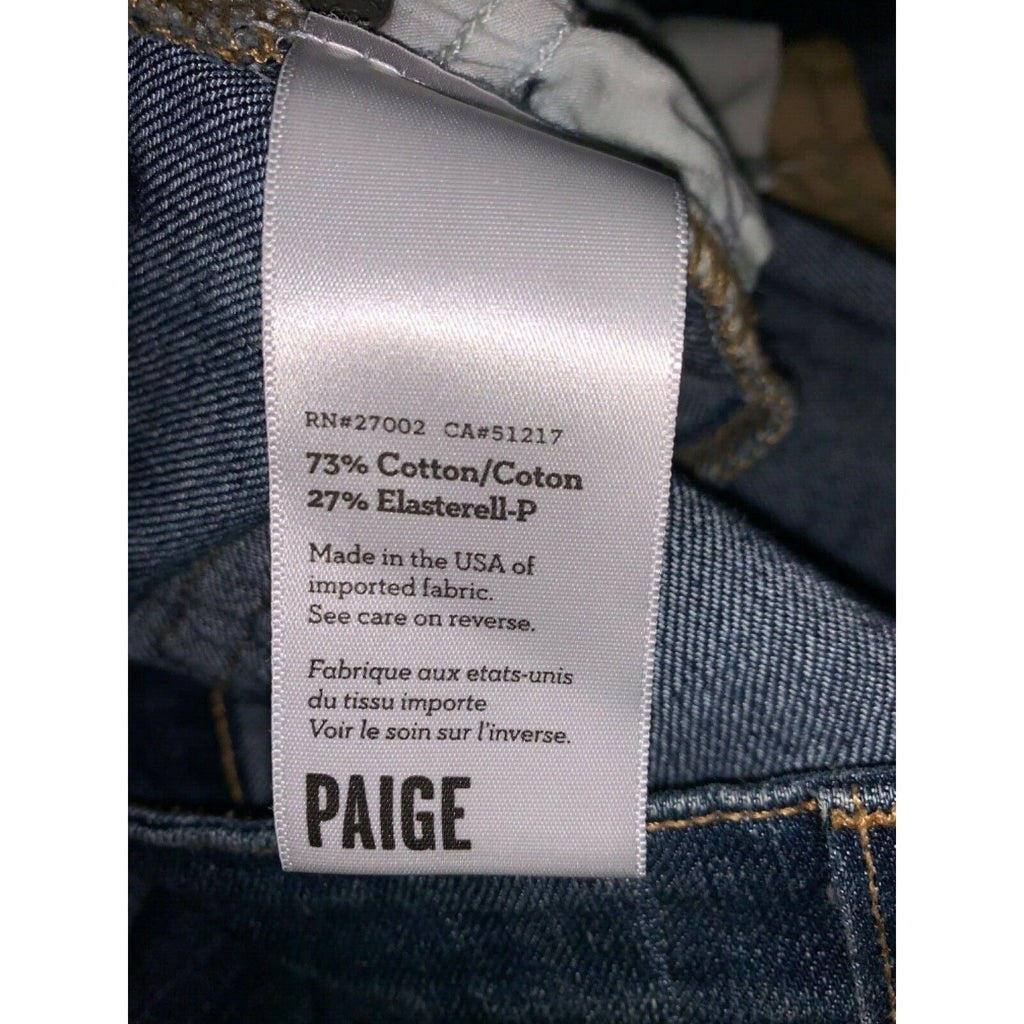 RN#27002 CA#51217
73% Cotton/Coton
27% Elasterell-P
Made in the USA of
imported fabric.
See care on reverse.
Fabrique aux etats-unis
du tissu importe
Voir le soin sur l'inverse.
PAIGE